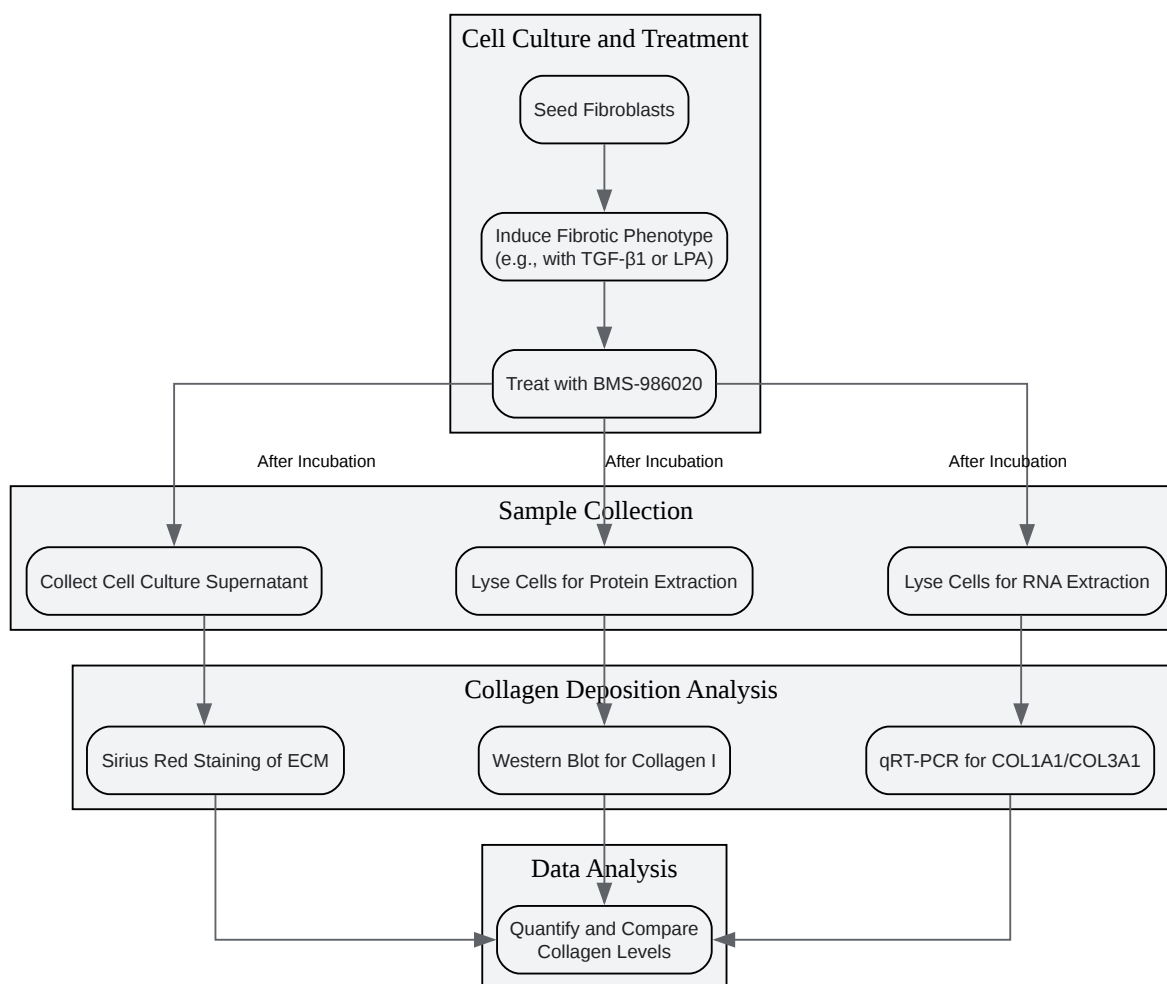 Cell Culture and Treatment
Seed Fibroblasts
Induce Fibrotic Phenotype
(e.g., with TGF-β1 or LPA)
Treat with BMS-986020
After Incubation
After Incubation
After Incubation
Sample Collection
Collect Cell Culture Supernatant
Lyse Cells for Protein Extraction
Lyse Cells for RNA Extraction
Collagen Deposition Analysis
Sirius Red Staining of ECM
Western Blot for Collagen I
qRT-PCR for COL1A1/COL3A1
Data Analysis
Quantify and Compare
Collagen Levels